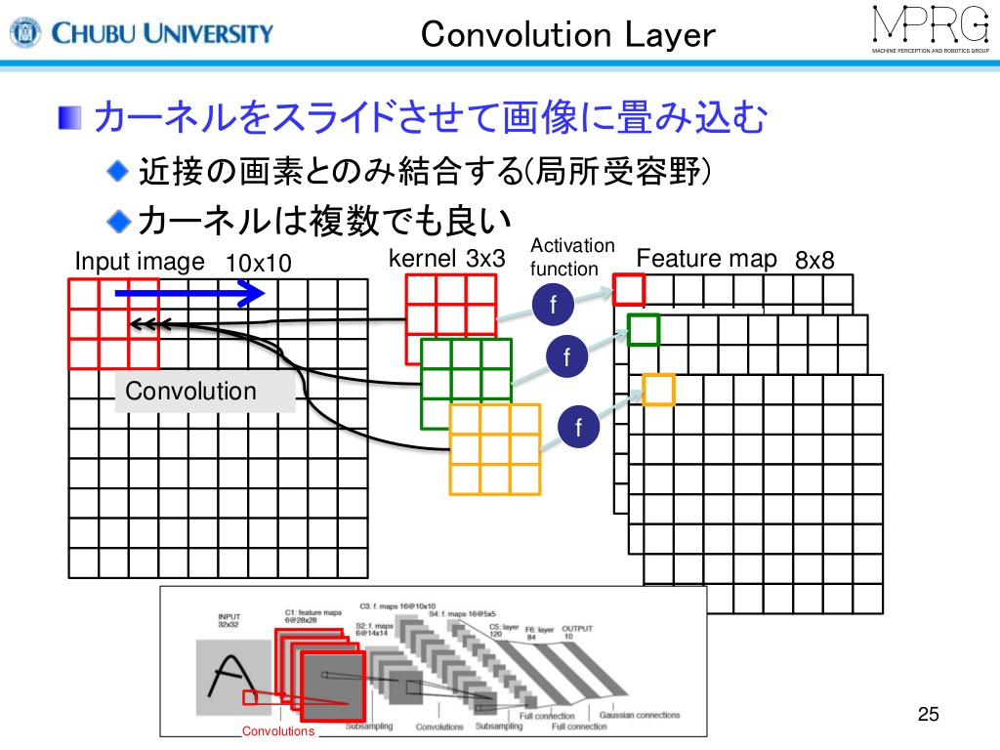 CHUBU UNIVERSITY
Convolution Layer
MPRG
MACHINE PERCEPTION AND ROBOTICS GROUP
カーネルをスライドさせて画像に畳み込む
近接の画素とのみ結合する(局所受容野)
カーネルは複数でも良い
Input image 10x10
kernel 3x3
Activation
function
Feature map 8x8
f
f
f
Convolution
INPUT
32x32
C1: feature maps
6@28x28
S2: f. maps
6@14x14
C3: f. maps 16@10x10
S4: f. maps 16@5x5
C5: layer
120
F6: layer
84
OUTPUT
10
A
Convolutions
Subsampling
Convolutions
Subsampling
Full connection
Full connection
Gaussian connections
25